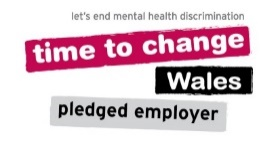 let's end mental health discrimination
time to change
Wales
pledged employer